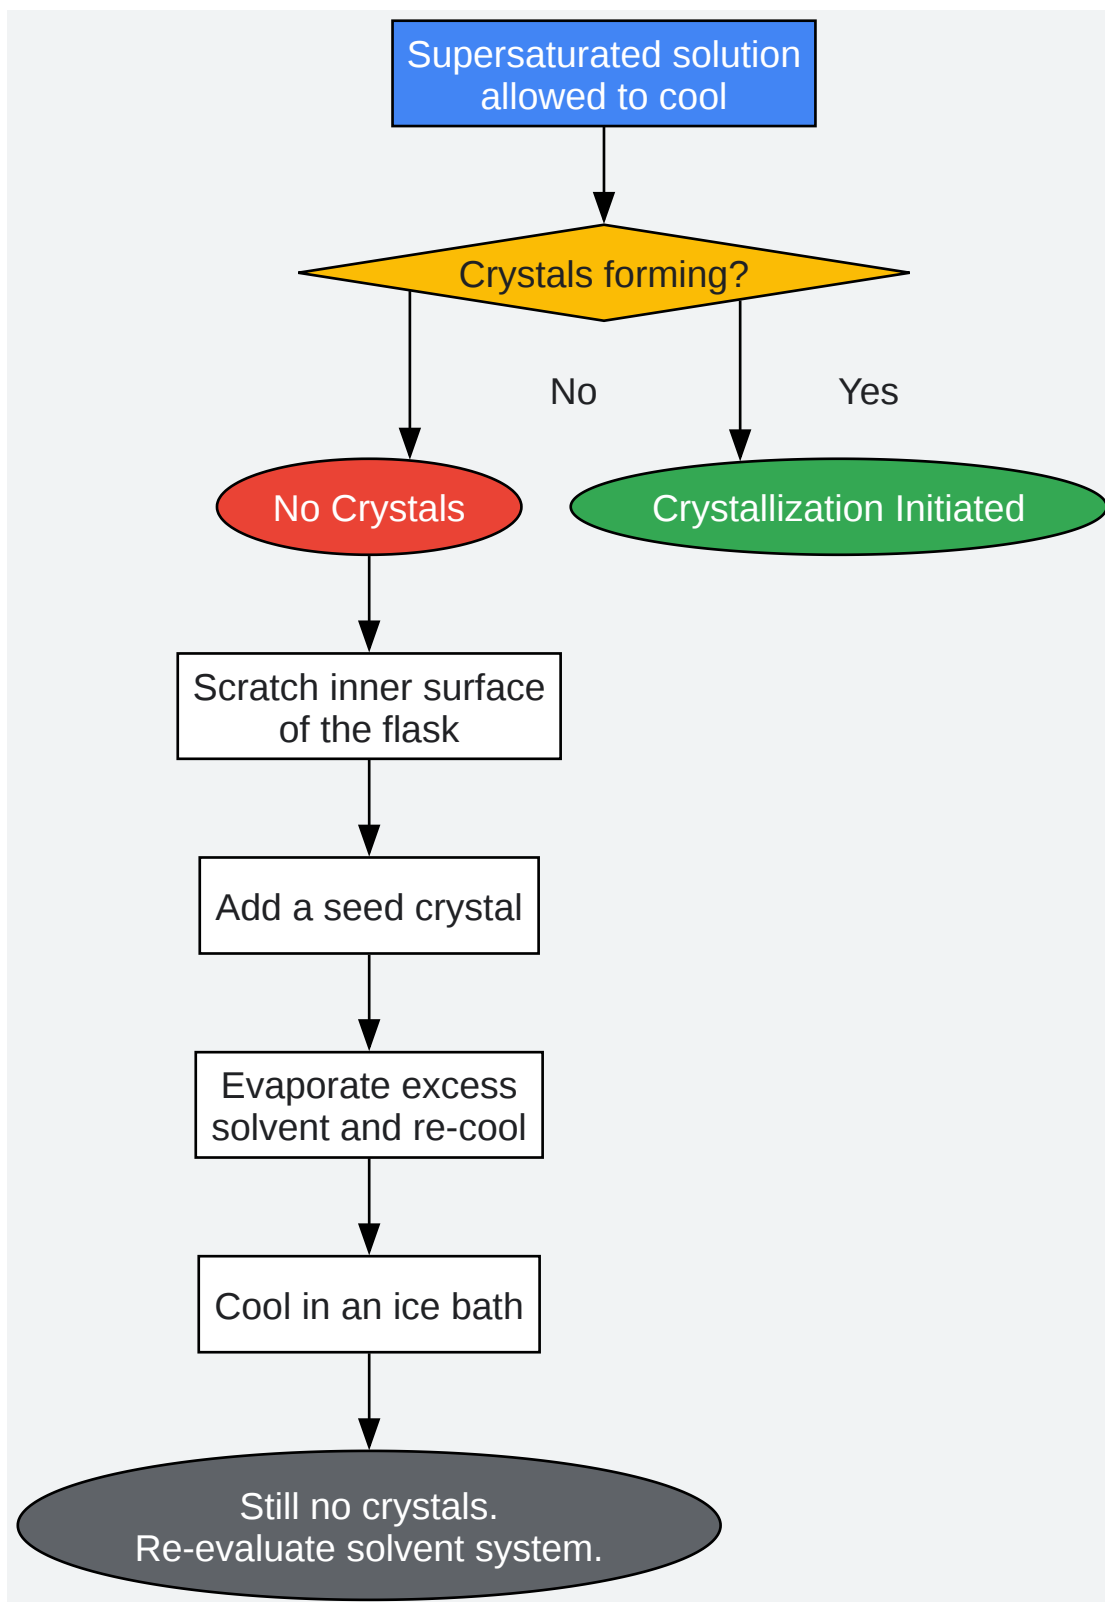 Supersaturated solution
allowed to cool
Crystals forming?
No
Yes
No Crystals
Crystallization Initiated
Scratch inner surface
of the flask
Add a seed crystal
Evaporate excess
solvent and re-cool
Cool in an ice bath
Still no crystals.
Re-evaluate solvent system.